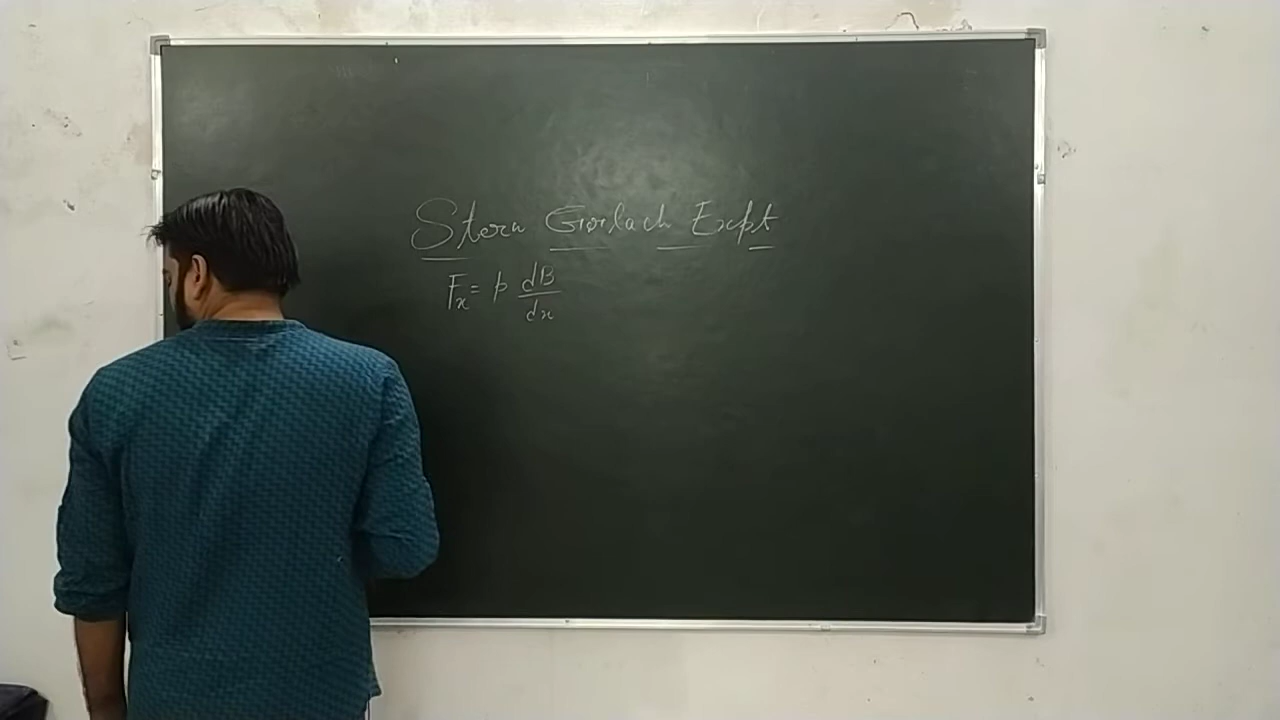 Stern Gerlach Expt
Fx = p dB/dx